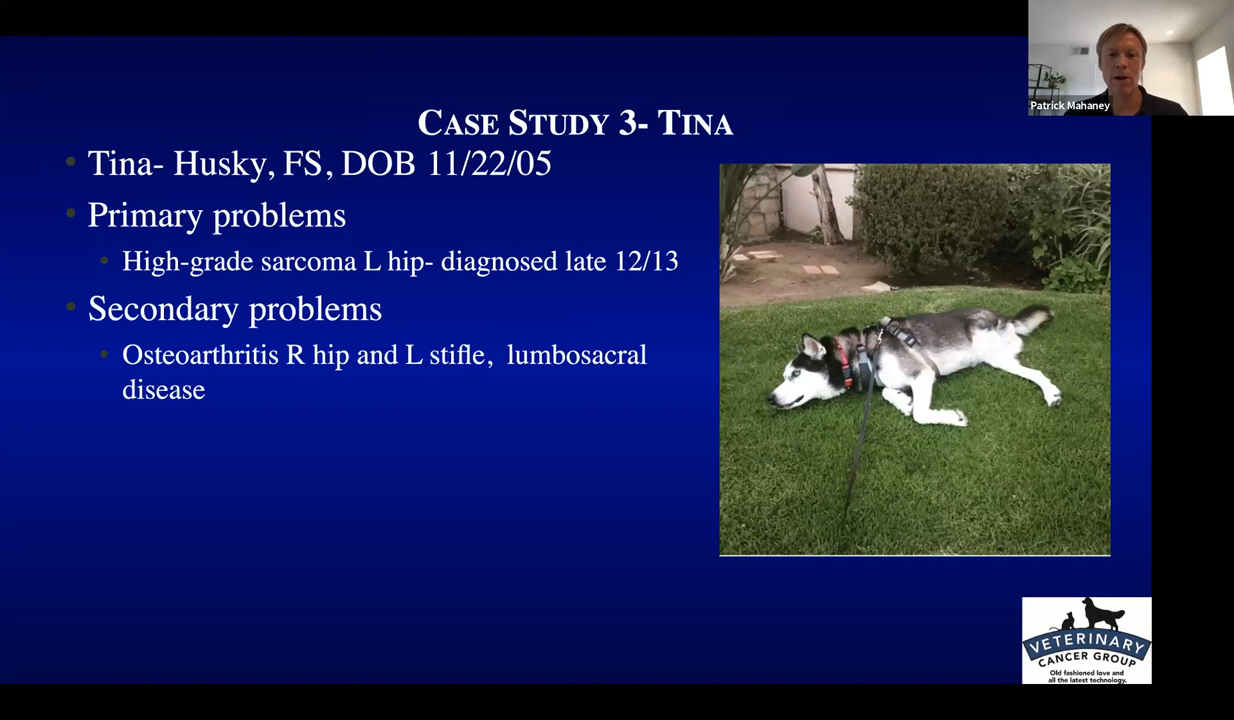 Patrick Mahaney
CASE STUDY 3- TINA
Tina- Husky, FS, DOB 11/22/05
Primary problems
High-grade sarcoma L hip- diagnosed late 12/13
Secondary problems
Osteoarthritis R hip and L stifle, lumbosacral
disease
VETERINARY
CANCER GROUP
Old fashioned love and
all the latest technology.